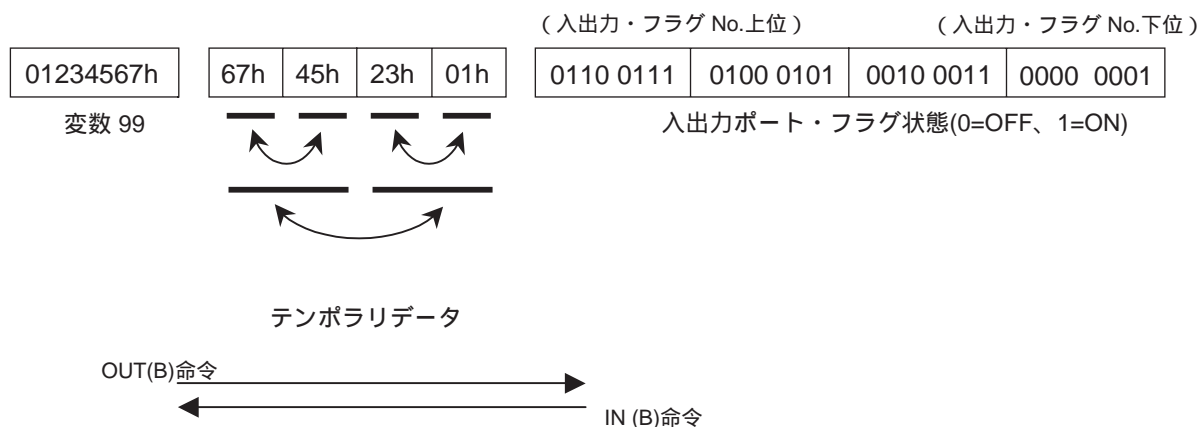 （入出力・フラグ No.上位） （入出力・フラグ No.下位）
01234567h 67h 45h 23h 01h 0110 0111 0100 0101 0010 0011 0000 0001
変数 99 入出力ポート・フラグ状態(0=OFF、1=ON)
テンポラリデータ
OUT(B)命令
IN (B)命令